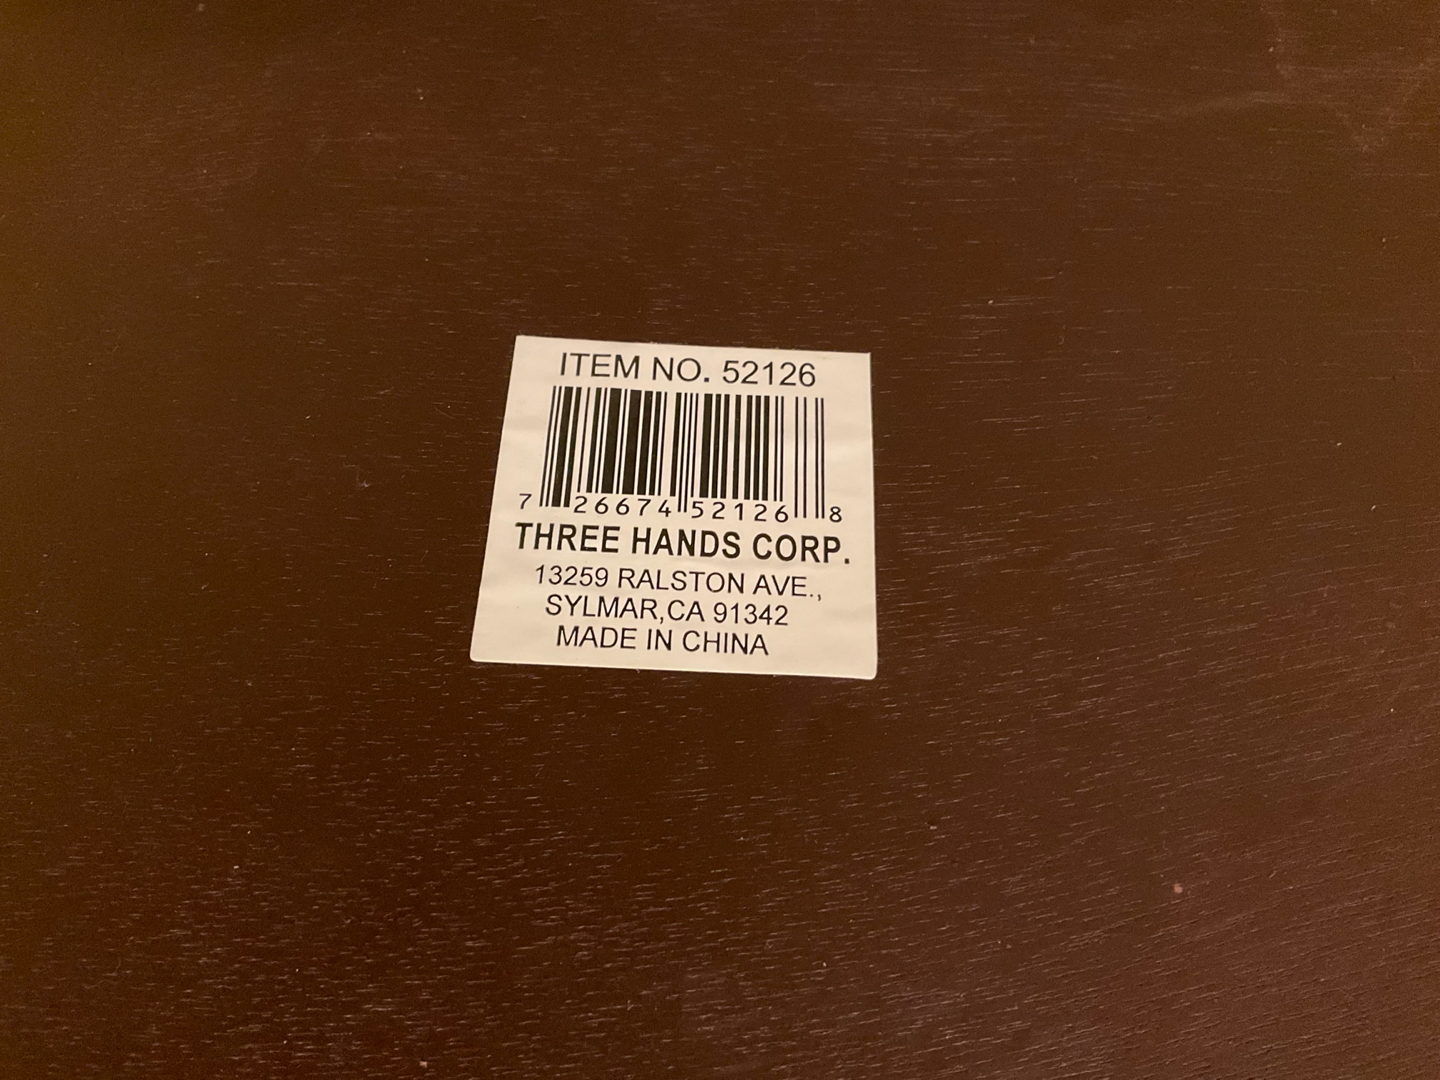 ITEM NO. 52126
7 26674 52126 8
THREE HANDS CORP.
13259 RALSTON AVE.,
SYLMAR,CA 91342
MADE IN CHINA